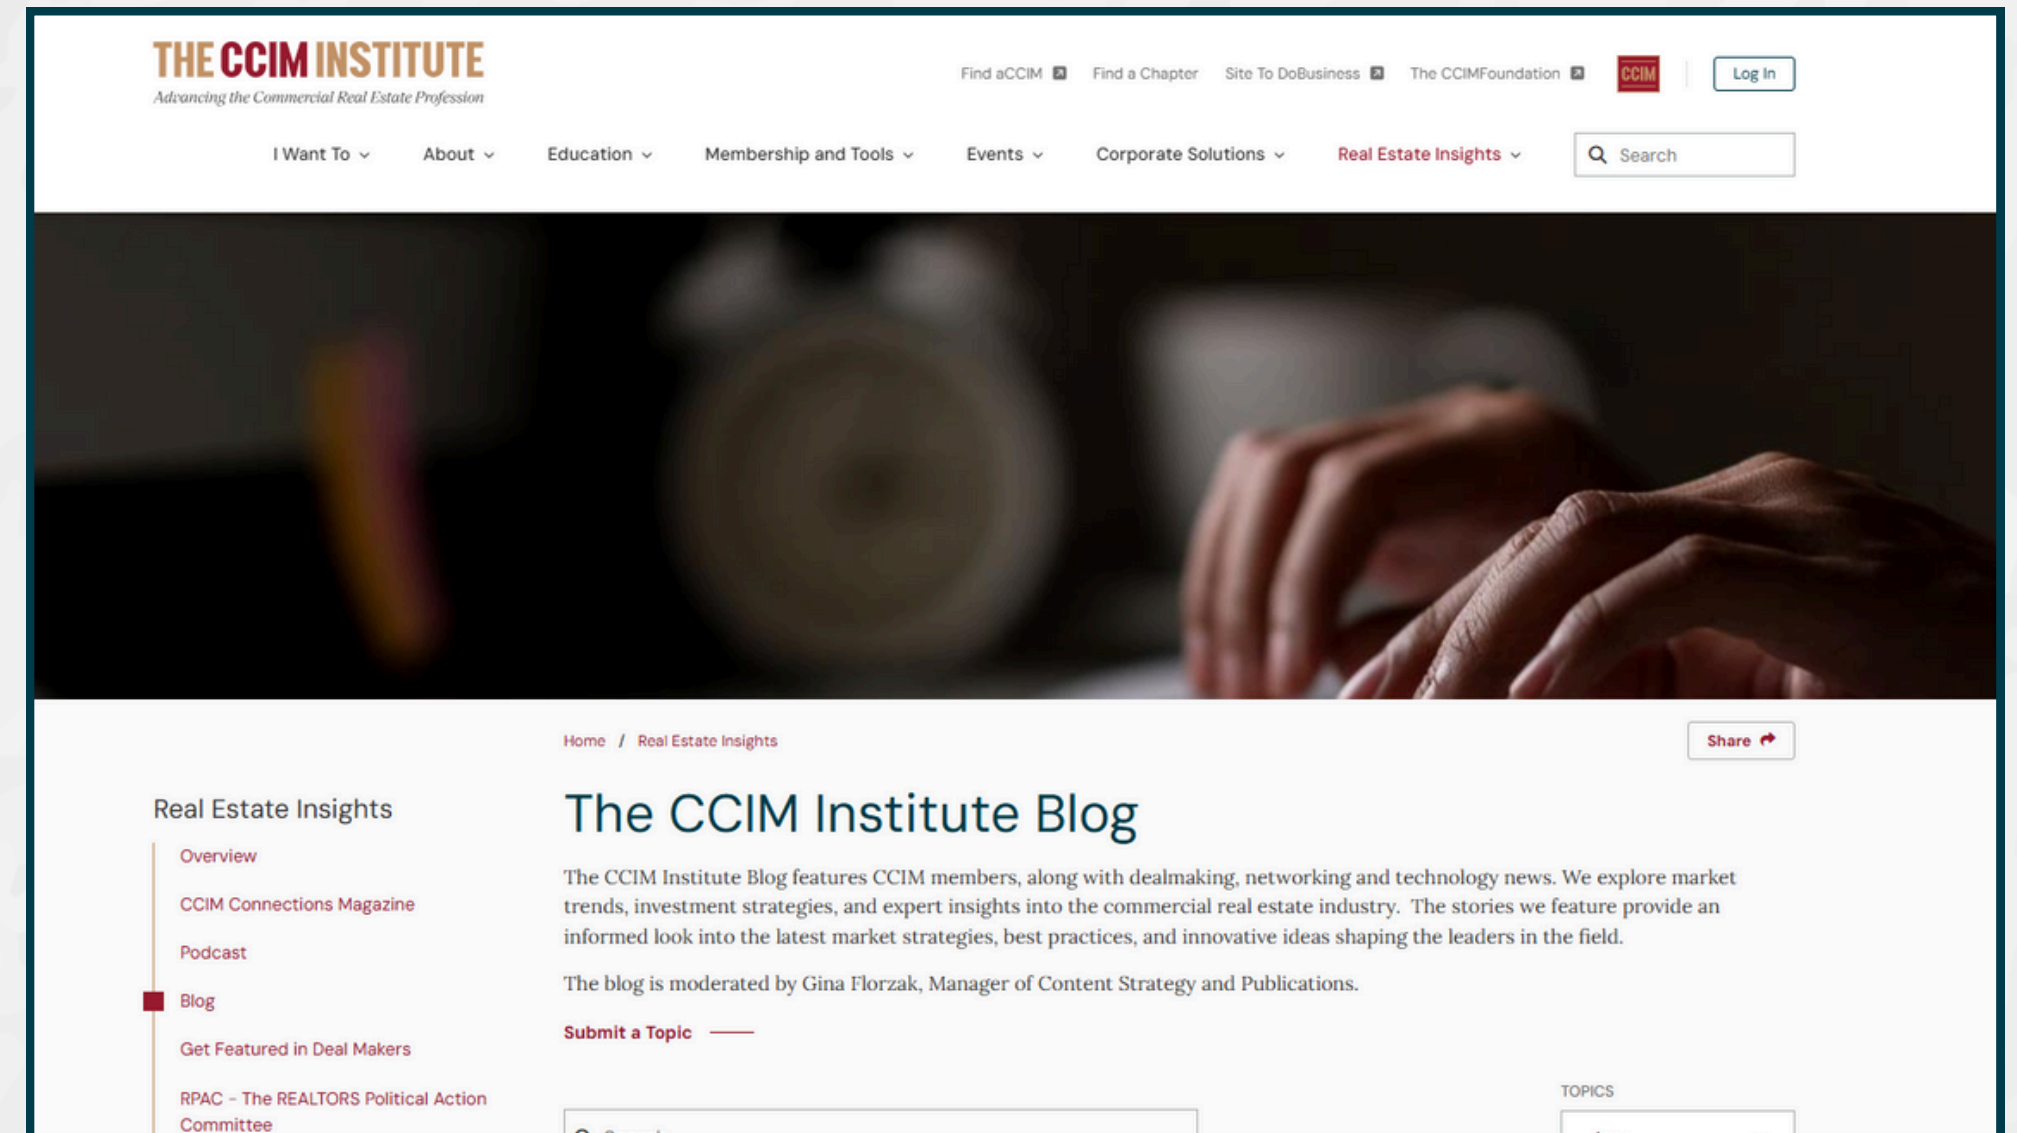 THE CCIM INSTITUTE
Advancing the Commercial Real Estate Profession
Find aCCIM
Find a Chapter
Site To DoBusiness
The CCIMFoundation
CCIM
Log In
I Want To
About
Education
Membership and Tools
Events
Corporate Solutions
Real Estate Insights
Search
Home / Real Estate Insights
Share
Real Estate Insights
Overview
CCIM Connections Magazine
Podcast
Blog
Get Featured in Deal Makers
RPAC - The REALTORS Political Action
Committee
The CCIM Institute Blog
The CCIM Institute Blog features CCIM members, along with dealmaking, networking and technology news. We explore market
trends, investment strategies, and expert insights into the commercial real estate industry. The stories we feature provide an
informed look into the latest market strategies, best practices, and innovative ideas shaping the leaders in the field.
The blog is moderated by Gina Florzak, Manager of Content Strategy and Publications.
Submit a Topic
TOPICS